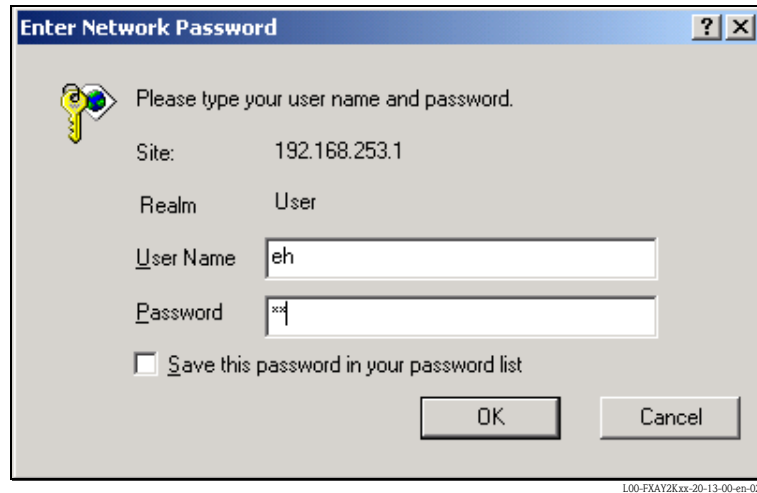 Enter Network Password
Please type your user name and password.
Site: 192.168.253.1
Realm User
User Name eh
Password **
Save this password in your password list
OK Cancel
L00-FXAY2Kxx-20-13-00-en-02